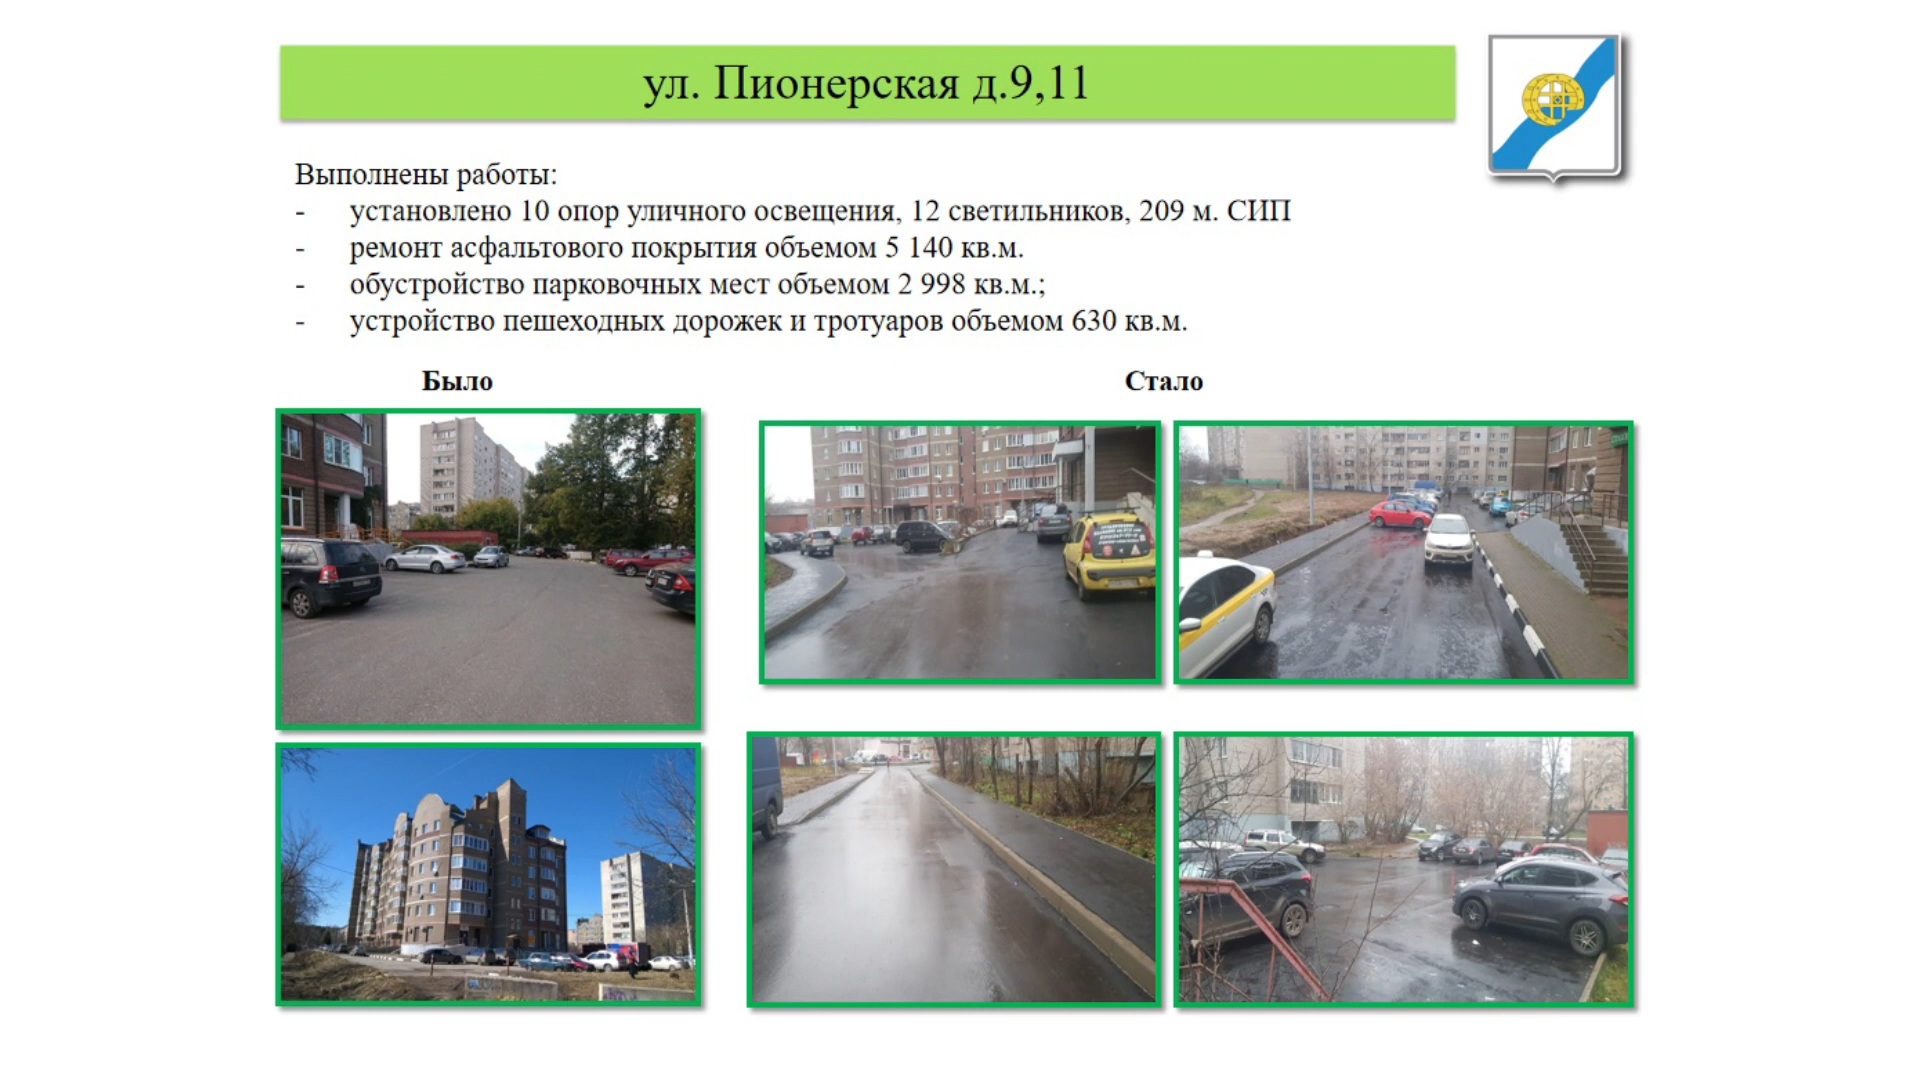 ул. Пионерская д.9,11
Выполнены работы:
- установлено 10 опор уличного освещения, 12 светильников, 209 м. СИП
- ремонт асфальтового покрытия объемом 5 140 кв.м.
- обустройство парковочных мест объемом 2 998 кв.м.;
- устройство пешеходных дорожек и тротуаров объемом 630 кв.м.
Было
Стало